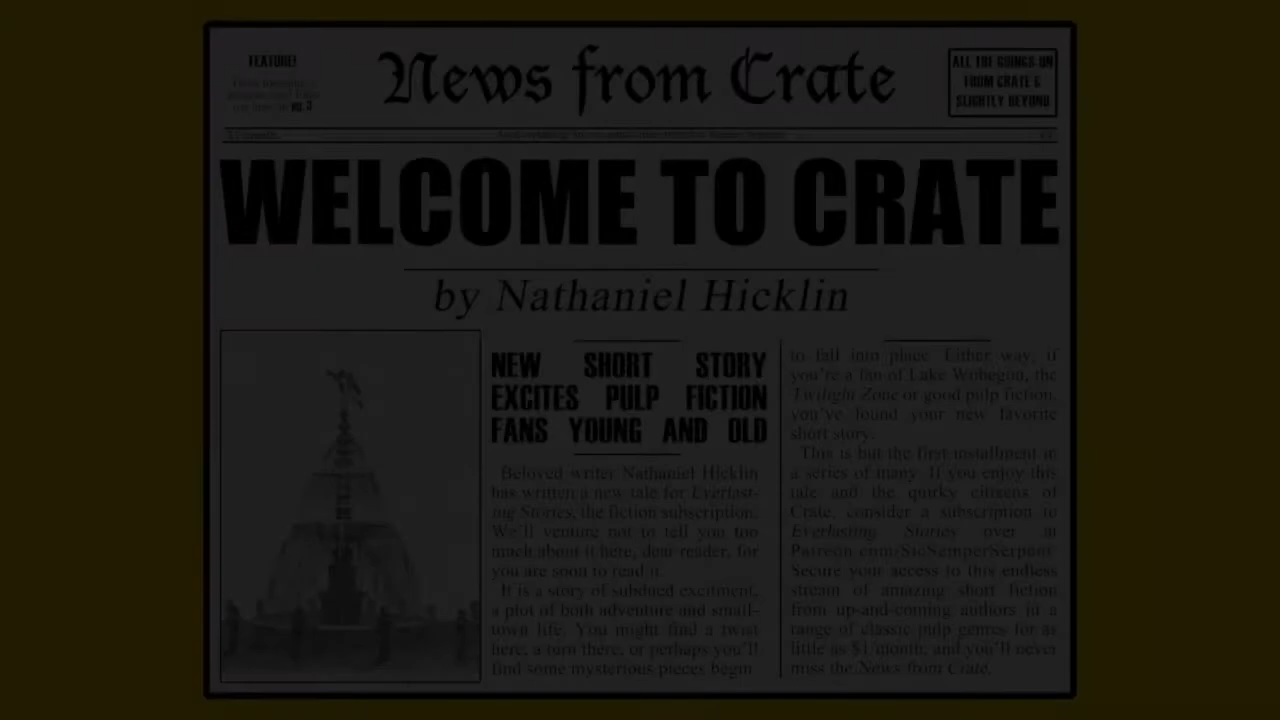 FEATURE!
pg. 3
News from Crate
ALL THE GOINGS-ON
FROM CRATE &
SLIGHTLY BEYOND
WELCOME TO CRATE
by Nathaniel Hicklin
NEW SHORT STORY
EXCITES PULP FICTION
FANS YOUNG AND OLD
Beloved writer Nathaniel Hicklin
has written a new tale for Everlast-
ing Stories, the fiction subscription.
We'll venture not to tell you too
much about it here, dear reader, for
you are soon to read it.
It is a story of subdued excitment,
a plot of both adventure and small-
town life. You might find a twist
here, a turn there, or perhaps you'll
find some mysterious pieces begin
to fall into place. Either way, if
you're a fan of Lake Wobegon, the
Twilight Zone or good pulp fiction,
you've found your new favorite
short story.
This is but the first installment in
a series of many. If you enjoy this
tale and the quirky citizens of
Crate, consider a subscription to
Everlasting Stories over at
Patreon.com/SicSemperSerpent.
Secure your access to this endless
stream of amazing short fiction
from up-and-coming authors in a
range of classic pulp genres for as
little as $1/month, and you'll never
miss the News from Crate.